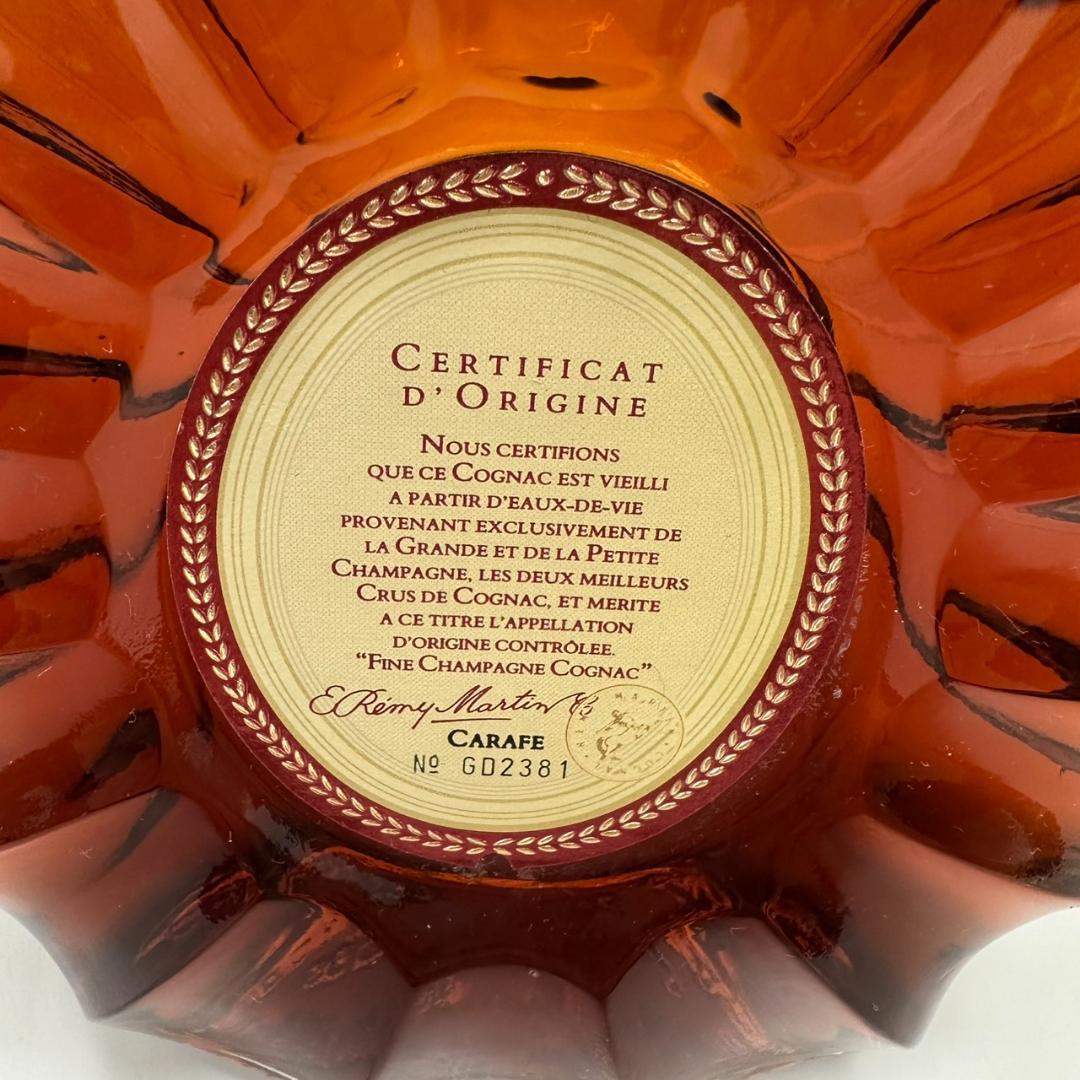 CERTIFICAT
D'ORIGINE
NOUS CERTIFIONS
QUE CE COGNAC EST VIEILLI
A PARTIR D'EAUX-DE-VIE
PROVENANT EXCLUSIVEMENT DE
LA GRANDE ET DE LA PETITE
CHAMPAGNE, LES DEUX MEILLEURS
CRUS DE COGNAC, ET MERITE
A CE TITRE L'APPELLATION
D'ORIGINE CONTRÔLEE.
“FINE CHAMPAGNE COGNAC”
E Rémy Martin & Co
CARAFE
Nº GD2381